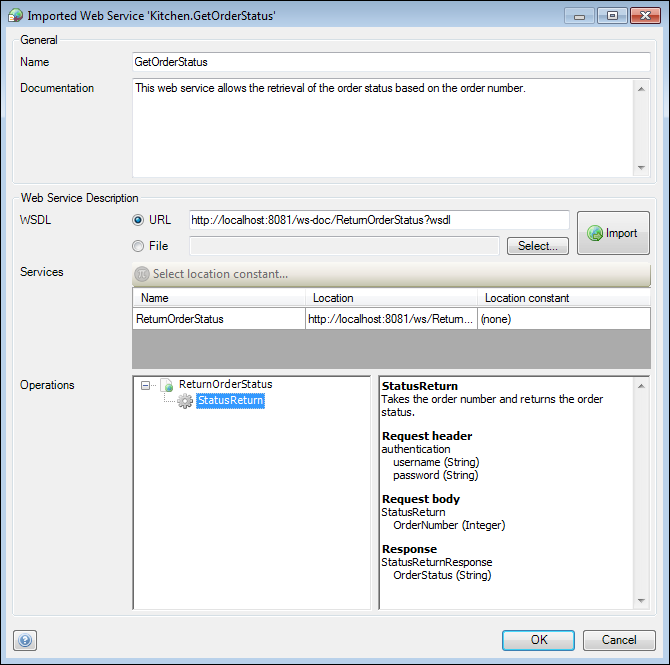 Imported Web Service 'Kitchen.GetOrderStatus'
General
Name GetOrderStatus
Documentation This web service allows the retrieval of the order status based on the order number.
Web Service Description
WSDL URL http://localhost:8081/ws-doc/ReturnOrderStatus?wsdl Import
File Select...
Services Select location constant...
Name Location Location constant
ReturnOrderStatus http://localhost:8081/ws/Return... (none)
Operations ReturnOrderStatus
StatusReturn
StatusReturn
Takes the order number and returns the order
status.
Request header
authentication
username (String)
password (String)
Request body
StatusReturn
OrderNumber (Integer)
Response
StatusReturnResponse
OrderStatus (String)
? OK Cancel